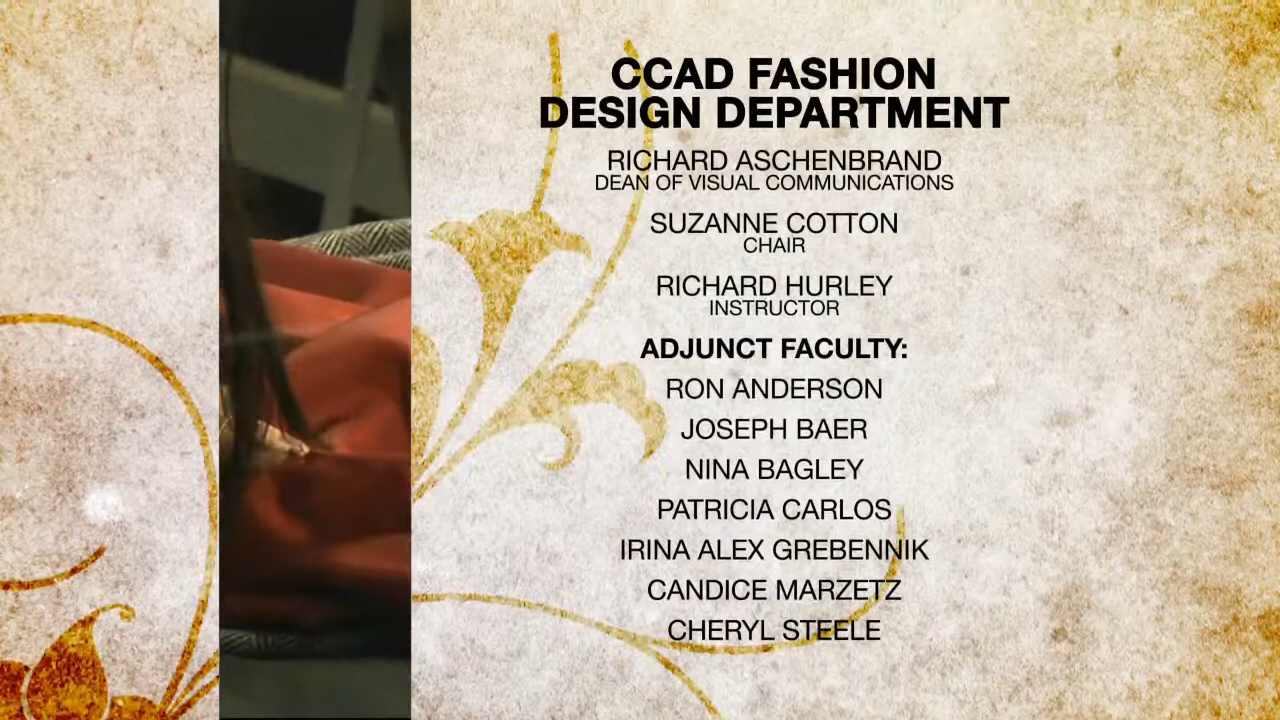 CCAD FASHION
DESIGN DEPARTMENT
RICHARD ASCHENBRAND
DEAN OF VISUAL COMMUNICATIONS
SUZANNE COTTON
CHAIR
RICHARD HURLEY
INSTRUCTOR
ADJUNCT FACULTY:
RON ANDERSON
JOSEPH BAER
NINA BAGLEY
PATRICIA CARLOS
IRINA ALEX GREBENNIK
CANDICE MARZETZ
CHERYL STEELE